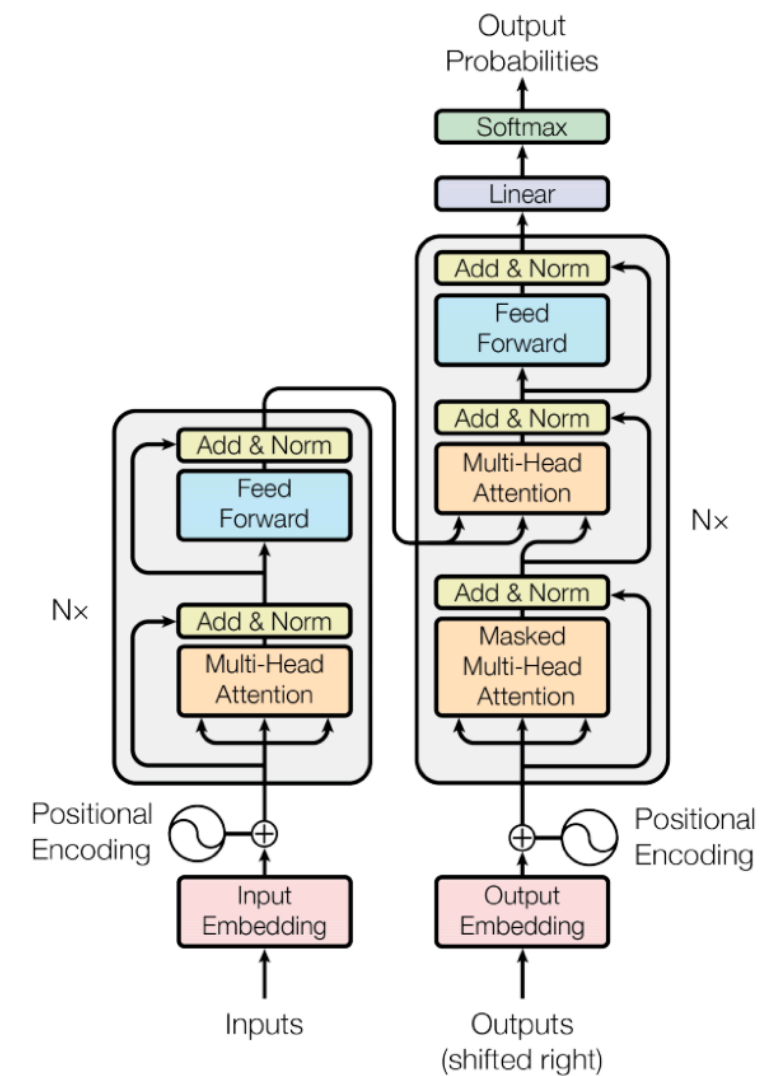 Output
Probabilities
Softmax
Linear
Add & Norm
Feed
Forward
Add & Norm
Multi-Head
Attention
Add & Norm
Masked
Multi-Head
Attention
Nx
Add & Norm
Feed
Forward
Add & Norm
Multi-Head
Attention
Nx
Positional
Encoding
Positional
Encoding
Input
Embedding
Output
Embedding
Inputs
Outputs
(shifted right)